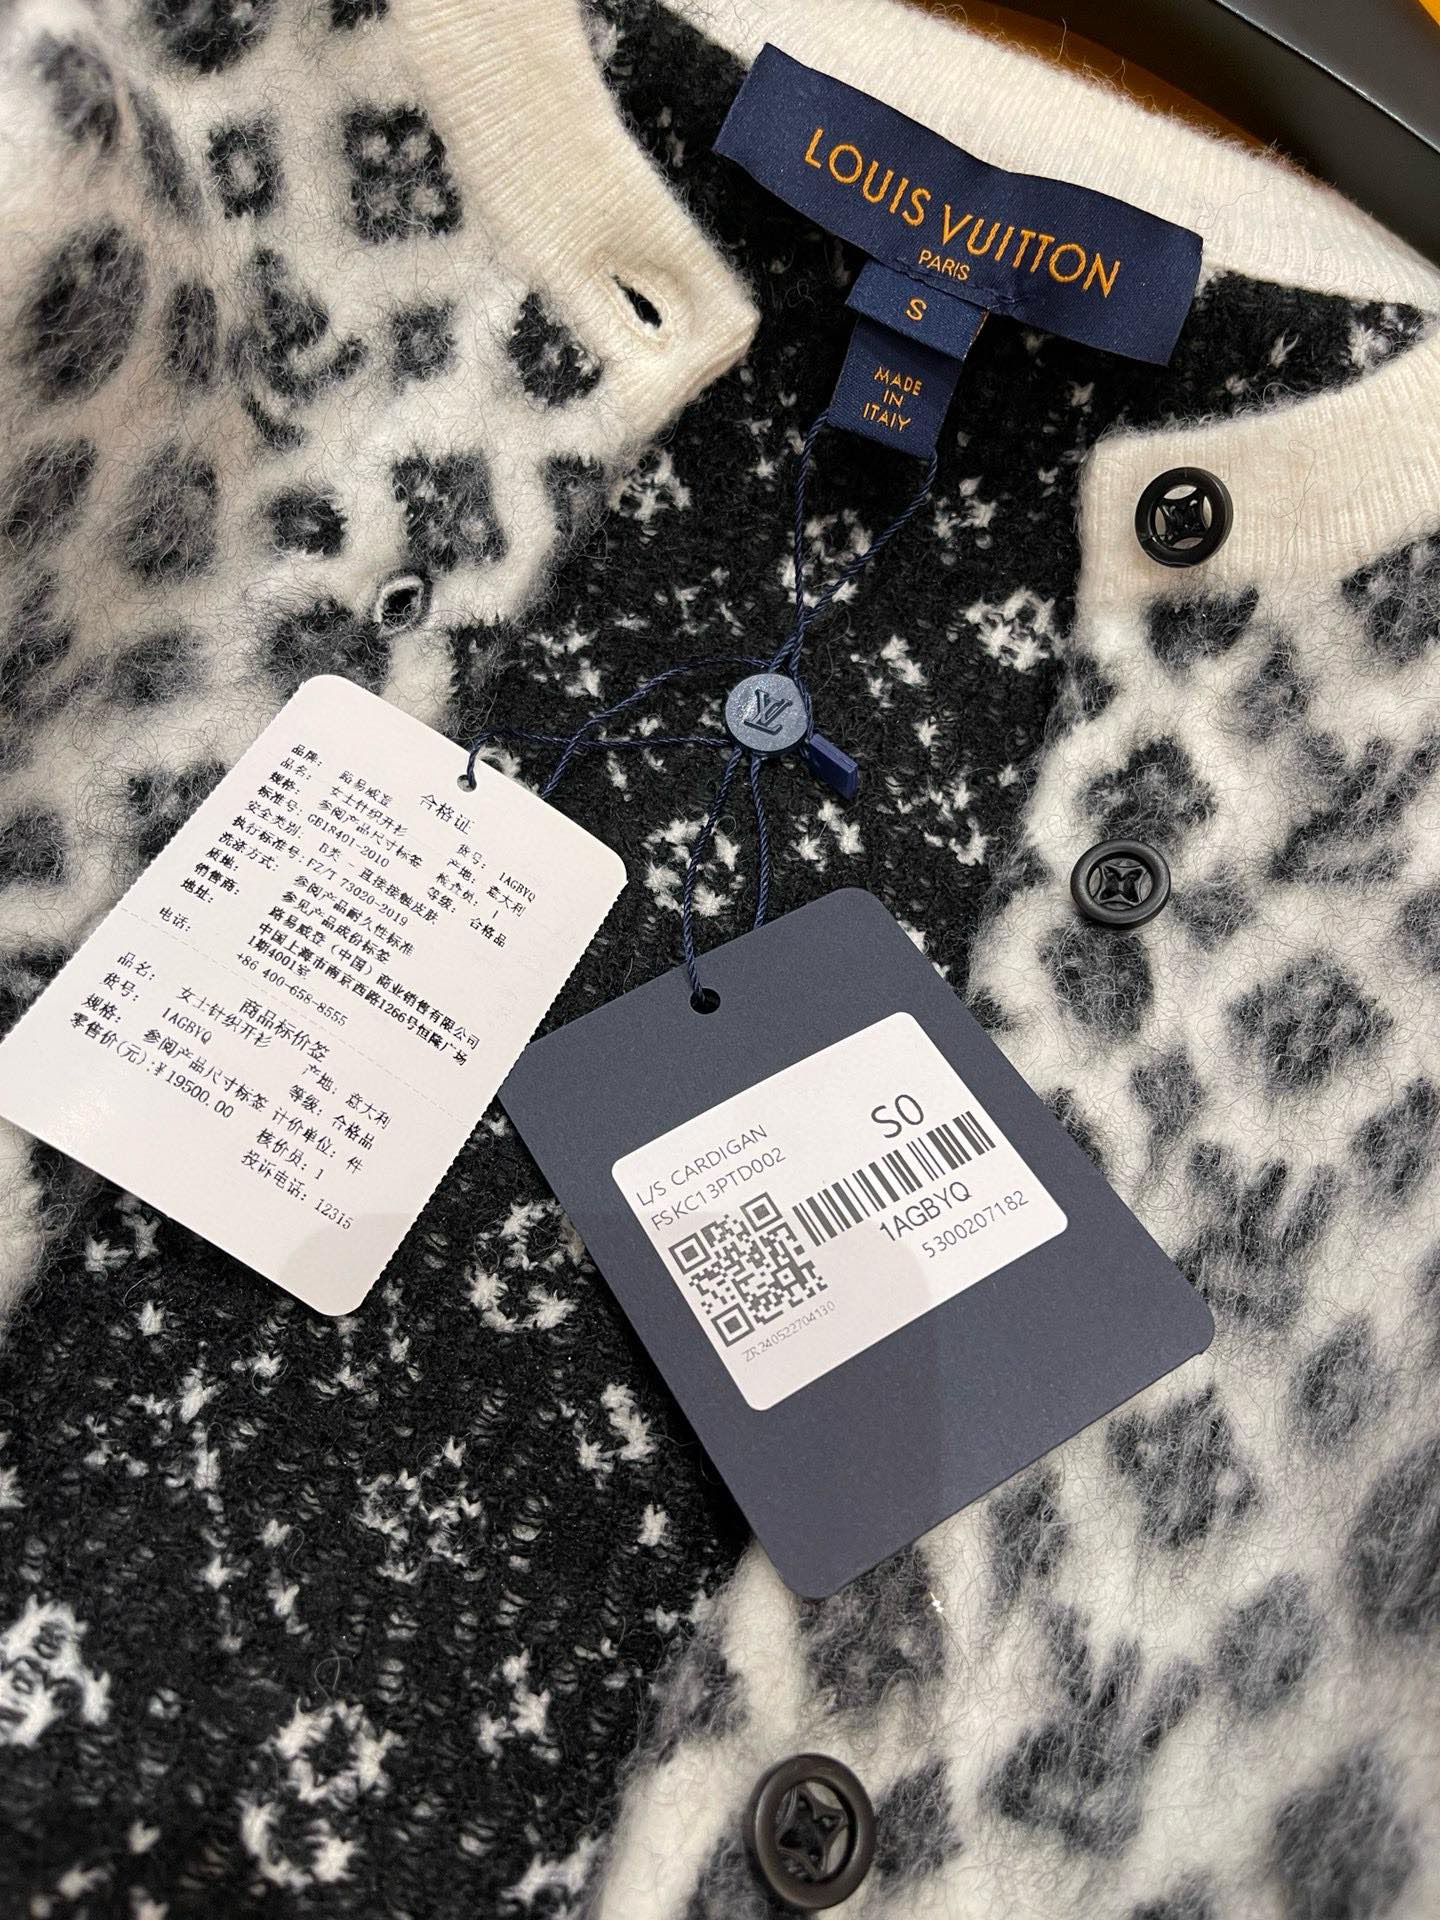 LOUIS VUITTON
PARIS
S
MADE
IN
ITALY
合格证
品牌: 路易威登
货号: 1AGBYQ
品名: 女士针织开衫
产地: 意大利
规格: 参阅产品尺寸标签
检查员: 1
标准号: GB18401-2010
等级: 合格品
安全类别: B类 - 直接接触皮肤
执行标准号: FZ/T 73020-2019
洗涤方式: 参阅产品耐久性标准
质地: 参见产品成份标签
销售商: 路易威登（中国）商业销售有限公司
地址: 中国上海市南京西路1266号恒隆广场
1期4001室
电话: +86 400-658-8555
商品标价签
品名: 女士针织开衫
产地: 意大利
货号: 1AGBYQ
等级: 合格品
规格: 参阅产品尺寸标签
计价单位: 件
零售价(元):¥19500.00
核价员: 1
投诉电话: 12315
L/S CARDIGAN
FSKC13PTD002
S0
1AGBYQ
5300207182
ZR240522704130